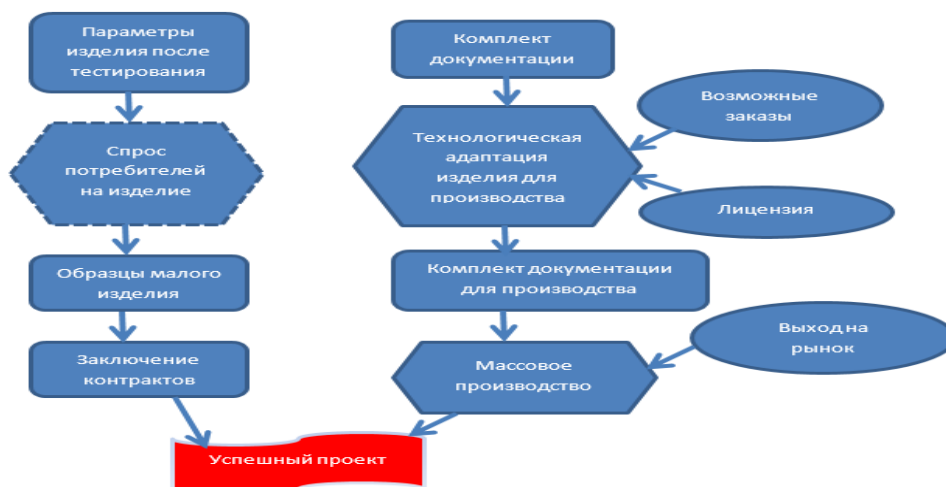 Параметры
изделия после
тестирования
Спрос
потребителей
на изделие
Образцы малого
изделия
Заключение
контрактов
Комплект
документации
Технологическая
адаптация
изделия для
производства
Возможные
заказы
Лицензия
Комплект документации
для производства
Выход на
рынок
Массовое
производство
Успешный проект